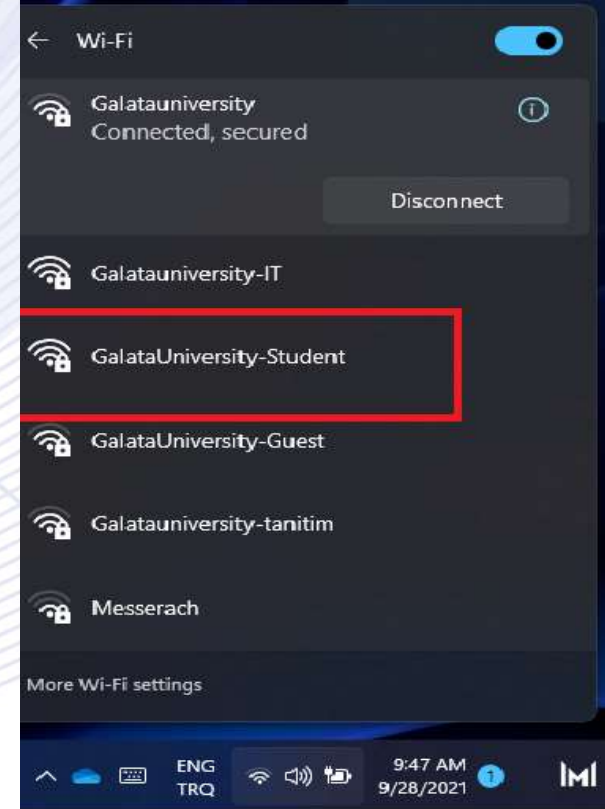 Wi-Fi
Galatauniversity
Connected, secured
Disconnect
Galatauniversity-IT
GalataUniversity-Student
GalataUniversity-Guest
Galatauniversity-tanitim
Messerach
More Wi-Fi settings
ENG
TRQ
9:47 AM
9/28/2021
1